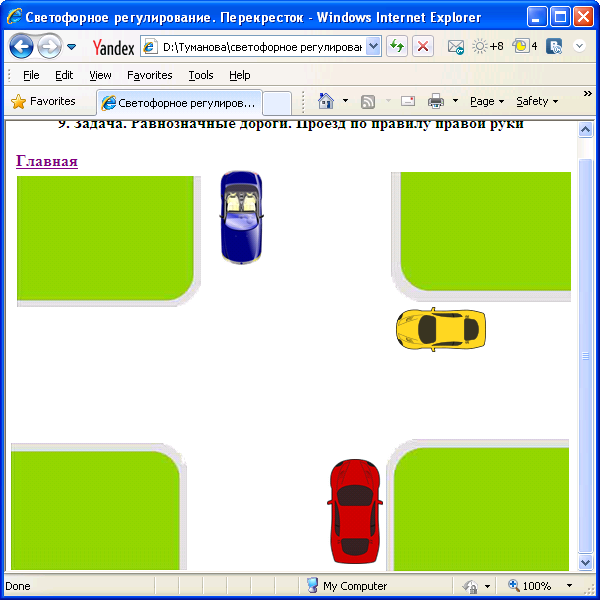 Светофорное регулирование. Перекресток - Windows Internet Explorer
Yandex D:\Туманова\светофорное регулирован +8 4
File Edit View Favorites Tools Help
Favorites Светофорное регулиров... Page Safety »
9. Задача. Равнозначные дороги. Проезд по правилу правой руки
Главная
Done My Computer 100%